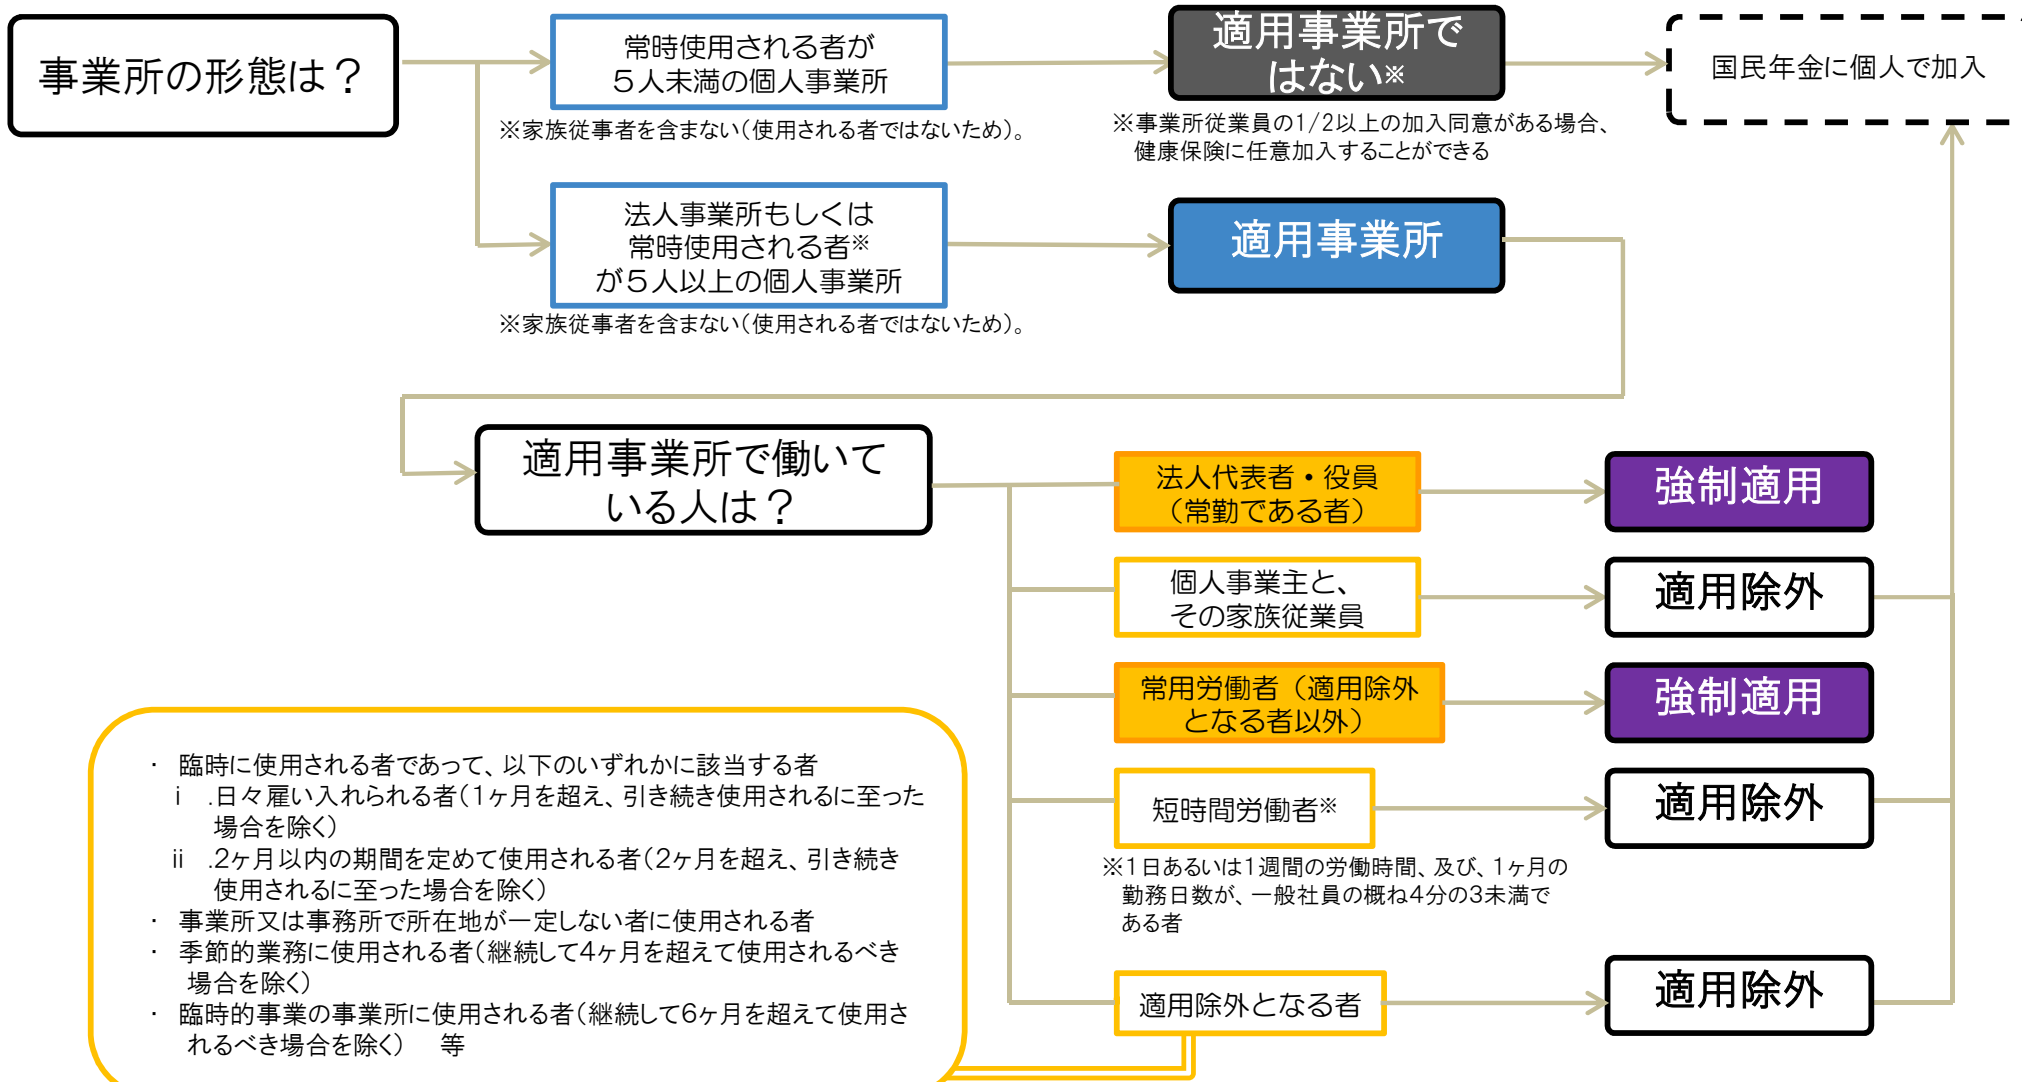 事業所の形態は？
常時使用される者が
５人未満の個人事業所
※家族従事者を含まない（使用される者ではないため）。
適用事業所で
はない※
※事業所従業員の1/2以上の加入同意がある場合、
健康保険に任意加入することができる
国民年金に個人で加入
法人事業所もしくは
常時使用される者※
が５人以上の個人事業所
※家族従事者を含まない（使用される者ではないため）。
適用事業所
適用事業所で働いて
いる人は？
法人代表者・役員
（常勤である者）
強制適用
個人事業主と、
その家族従業員
適用除外
常用労働者（適用除外
となる者以外）
強制適用
短時間労働者※
適用除外
※1日あるいは1週間の労働時間、及び、1ヶ月の
勤務日数が、一般社員の概ね4分の3未満で
ある者
適用除外となる者
適用除外
・ 臨時に使用される者であって、以下のいずれかに該当する者
ⅰ .日々雇い入れられる者（1ヶ月を超え、引き続き使用されるに至った
場合を除く）
ⅱ .2ヶ月以内の期間を定めて使用される者（2ヶ月を超え、引き続き
使用されるに至った場合を除く）
・ 事業所又は事務所で所在地が一定しない者に使用される者
・ 季節的業務に使用される者（継続して4ヶ月を超えて使用されるべき
場合を除く）
・ 臨時的事業の事業所に使用される者（継続して6ヶ月を超えて使用さ
れるべき場合を除く） 等